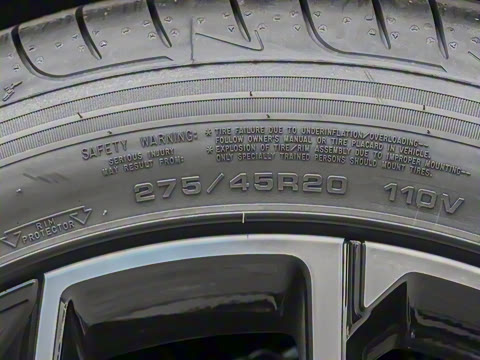 SAFETY WARNING:
SERIOUS INJURY
MAY RESULT FROM:
* TIRE FAILURE DUE TO UNDERINFLATION/OVERLOADING-
FOLLOW OWNER'S MANUAL OR TIRE PLACARD IN VEHICLE.
* EXPLOSION OF TIRE/RIM ASSEMBLY DUE TO IMPROPER MOUNTING-
ONLY SPECIALLY TRAINED PERSONS SHOULD MOUNT TIRES.
275/45R20 110V
RIM
PROTECTOR